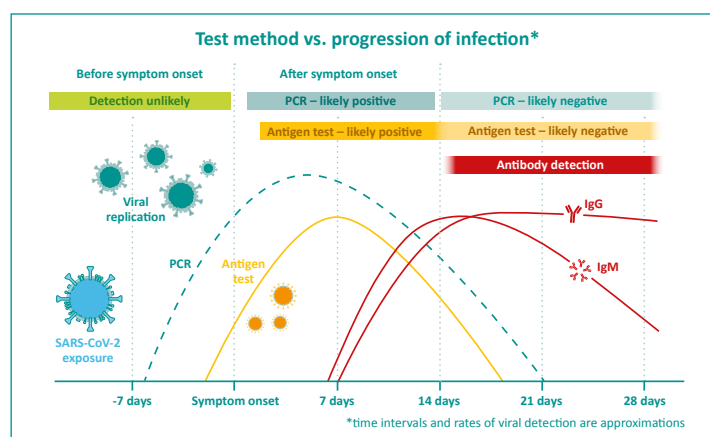 Test method vs. progression of infection*
Before symptom onset
After symptom onset
Detection unlikely
PCR – likely positive
PCR – likely negative
Antigen test – likely positive
Antigen test – likely negative
Antibody detection
Viral
replication
IgG
PCR
Antigen
test
IgM
SARS-CoV-2
exposure
-7 days
Symptom onset
7 days
14 days
21 days
28 days
*time intervals and rates of viral detection are approximations